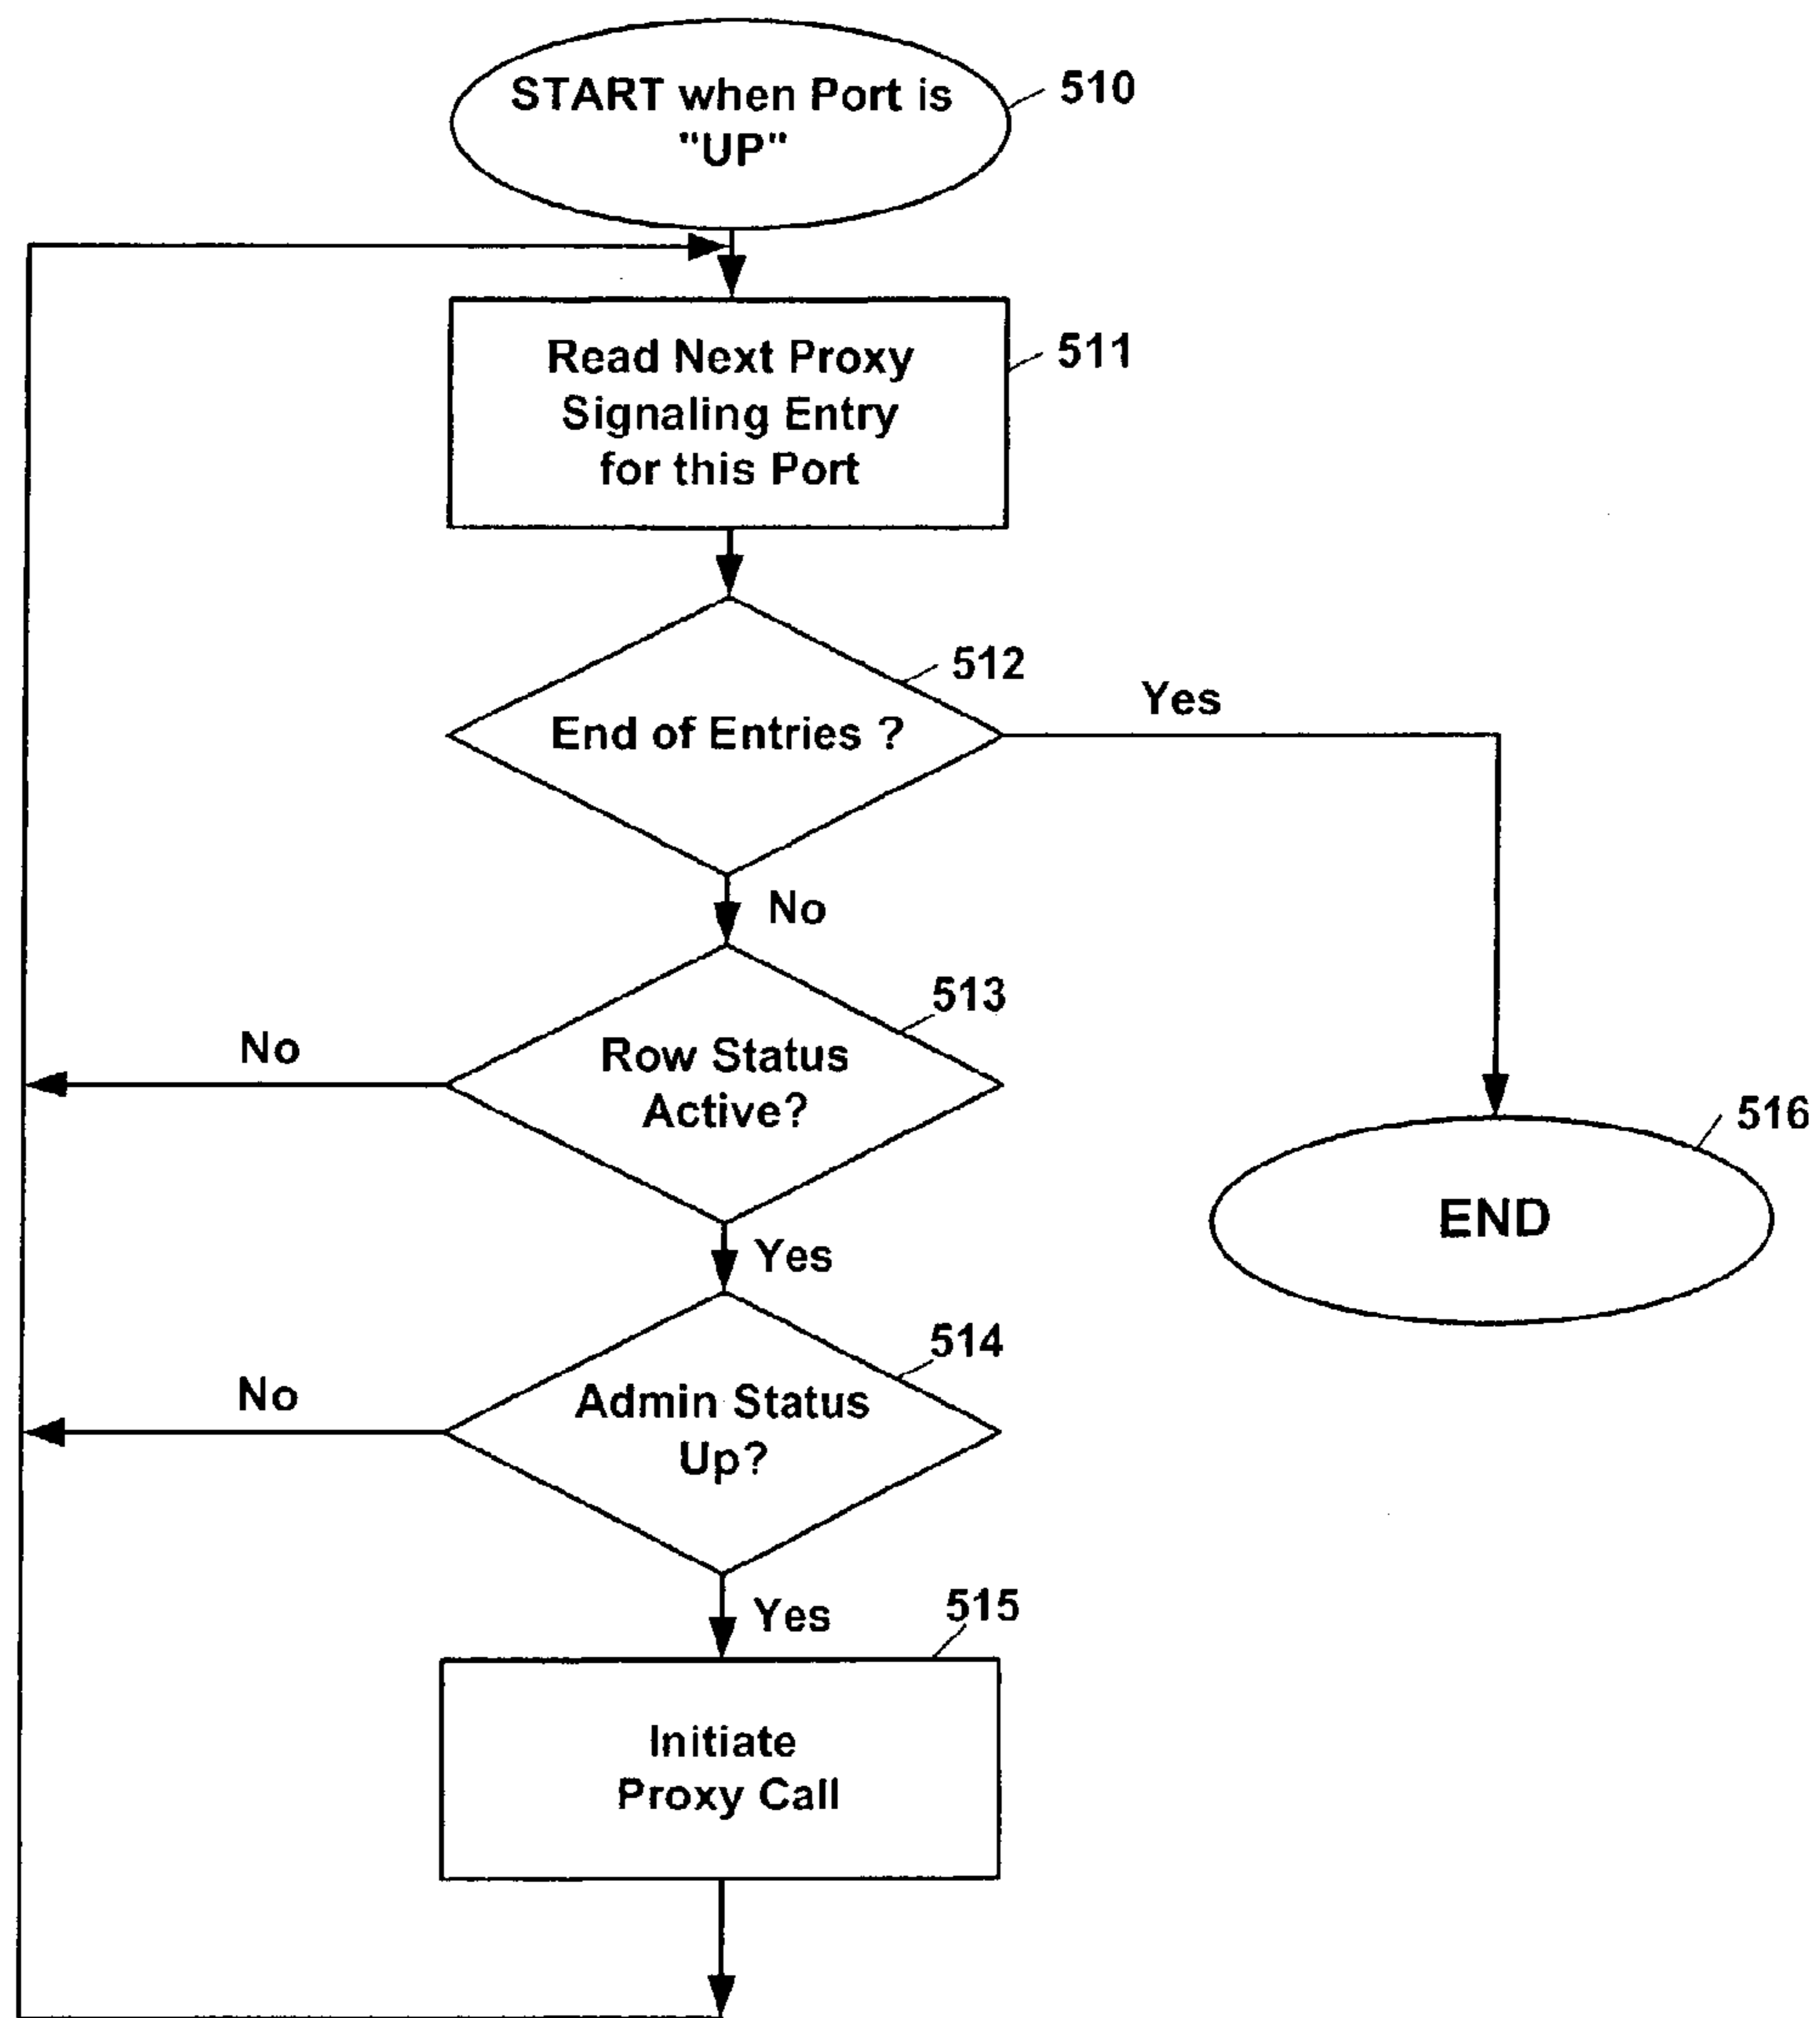 START when Port is
"UP"
510
Read Next Proxy
Signaling Entry
for this Port
511
512
End of Entries ?
Yes
No
513
Row Status
Active?
No
516
END
Yes
514
Admin Status
Up?
No
Yes
515
Initiate
Proxy Call